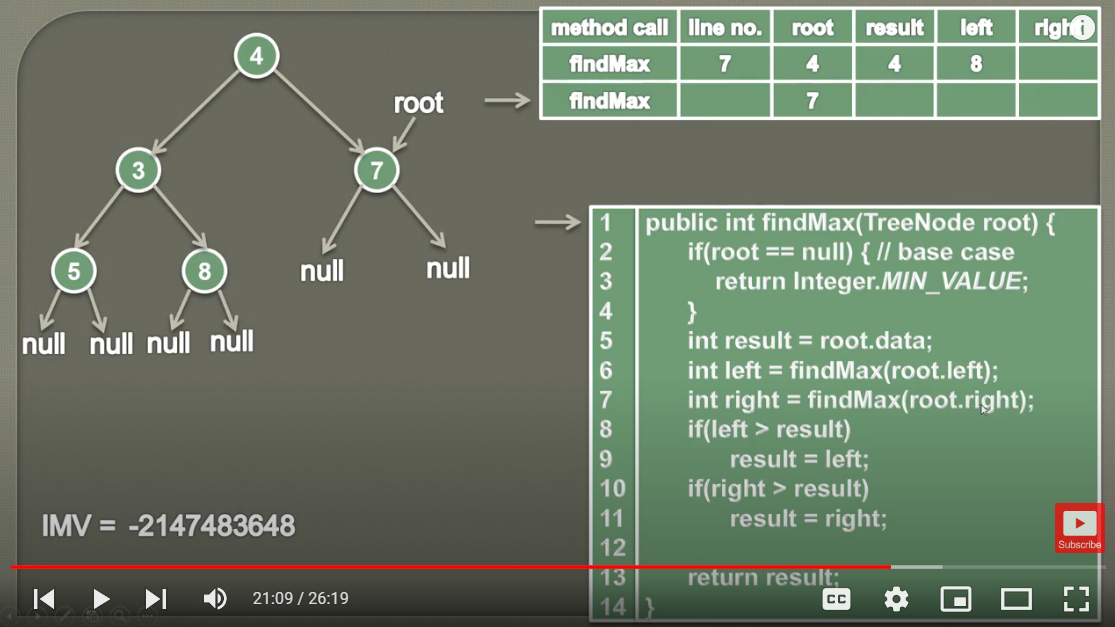 method call line no. root result left right
findMax 7 4 4 8
findMax 7
4
root
3 7
5 8
null null
null null null null
IMV = -2147483648
1 public int findMax(TreeNode root) {
2 if(root == null) { // base case
3 return Integer.MIN_VALUE;
4 }
5 int result = root.data;
6 int left = findMax(root.left);
7 int right = findMax(root.right);
8 if(left > result)
9 result = left;
10 if(right > result)
11 result = right;
12
13 return result;
14 }
Subscribe
21:09 / 26:19
CC